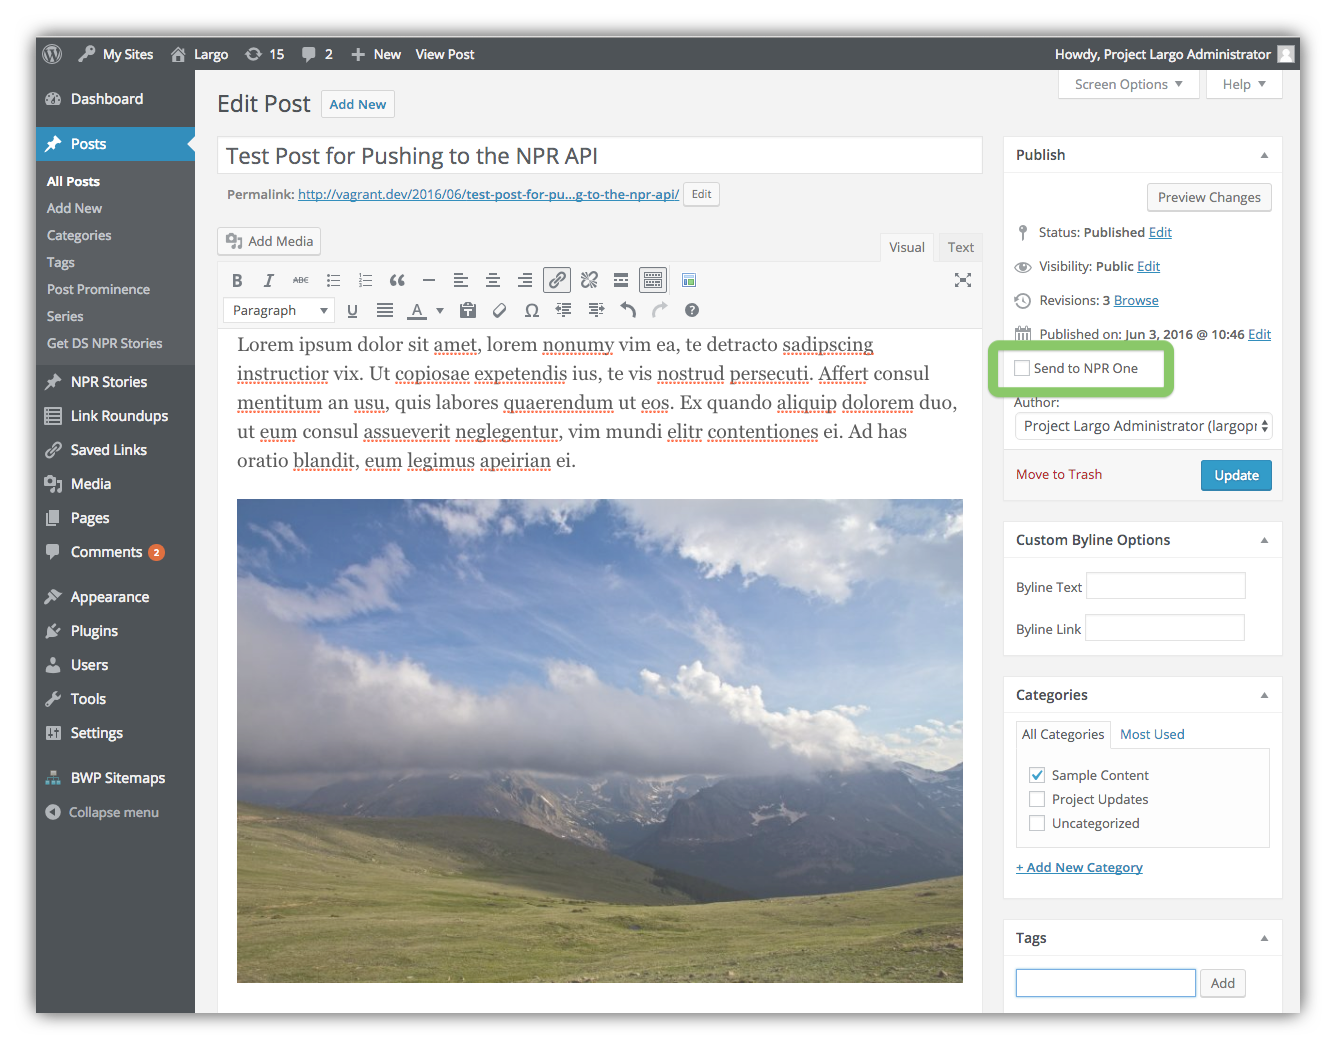 My Sites Largo 15 2 New View Post Howdy, Project Largo Administrator
Screen Options Help
Dashboard
Posts
All Posts
Add New
Categories
Tags
Post Prominence
Series
Get DS NPR Stories
NPR Stories
Link Roundups
Saved Links
Media
Pages
Comments 2
Appearance
Plugins
Users
Tools
Settings
BWP Sitemaps
Collapse menu
Edit Post Add New
Test Post for Pushing to the NPR API
Permalink: http://vagrant.dev/2016/06/test-post-for-pu...g-to-the-npr-api/ Edit
Add Media
Visual Text
B I ABC
Paragraph U A Ω
Lorem ipsum dolor sit amet, lorem nonumy vim ea, te detracto sadipscing
instructior vix. Ut copiosae expetendis ius, te vis nostrud persecuti. Affert consul
mentitum an usu, quis labores quaerendum ut eos. Ex quando aliquip dolorem duo,
ut eum consul assueverit neglegentur, vim mundi elitr contentiones ei. Ad has
oratio blandit, eum legimus apeirian ei.
Publish
Preview Changes
Status: Published Edit
Visibility: Public Edit
Revisions: 3 Browse
Published on: Jun 3, 2016 @ 10:46 Edit
Send to NPR One
Author:
Project Largo Administrator (largopr
Move to Trash Update
Custom Byline Options
Byline Text
Byline Link
Categories
All Categories Most Used
Sample Content
Project Updates
Uncategorized
+ Add New Category
Tags
Add